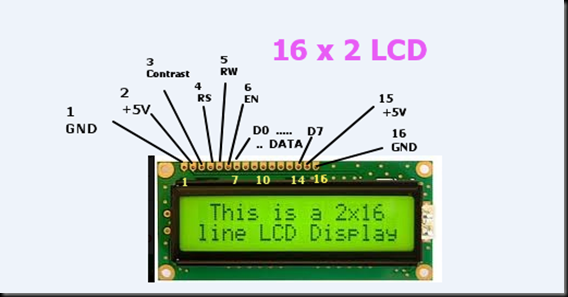 16 x 2 LCD
1
GND
2
+5V
3
Contrast
4
RS
5
RW
6
EN
D0 ..... D7
.. DATA
15
+5V
16
GND
1 7 10 14 16
This is a 2x16
line LCD Display